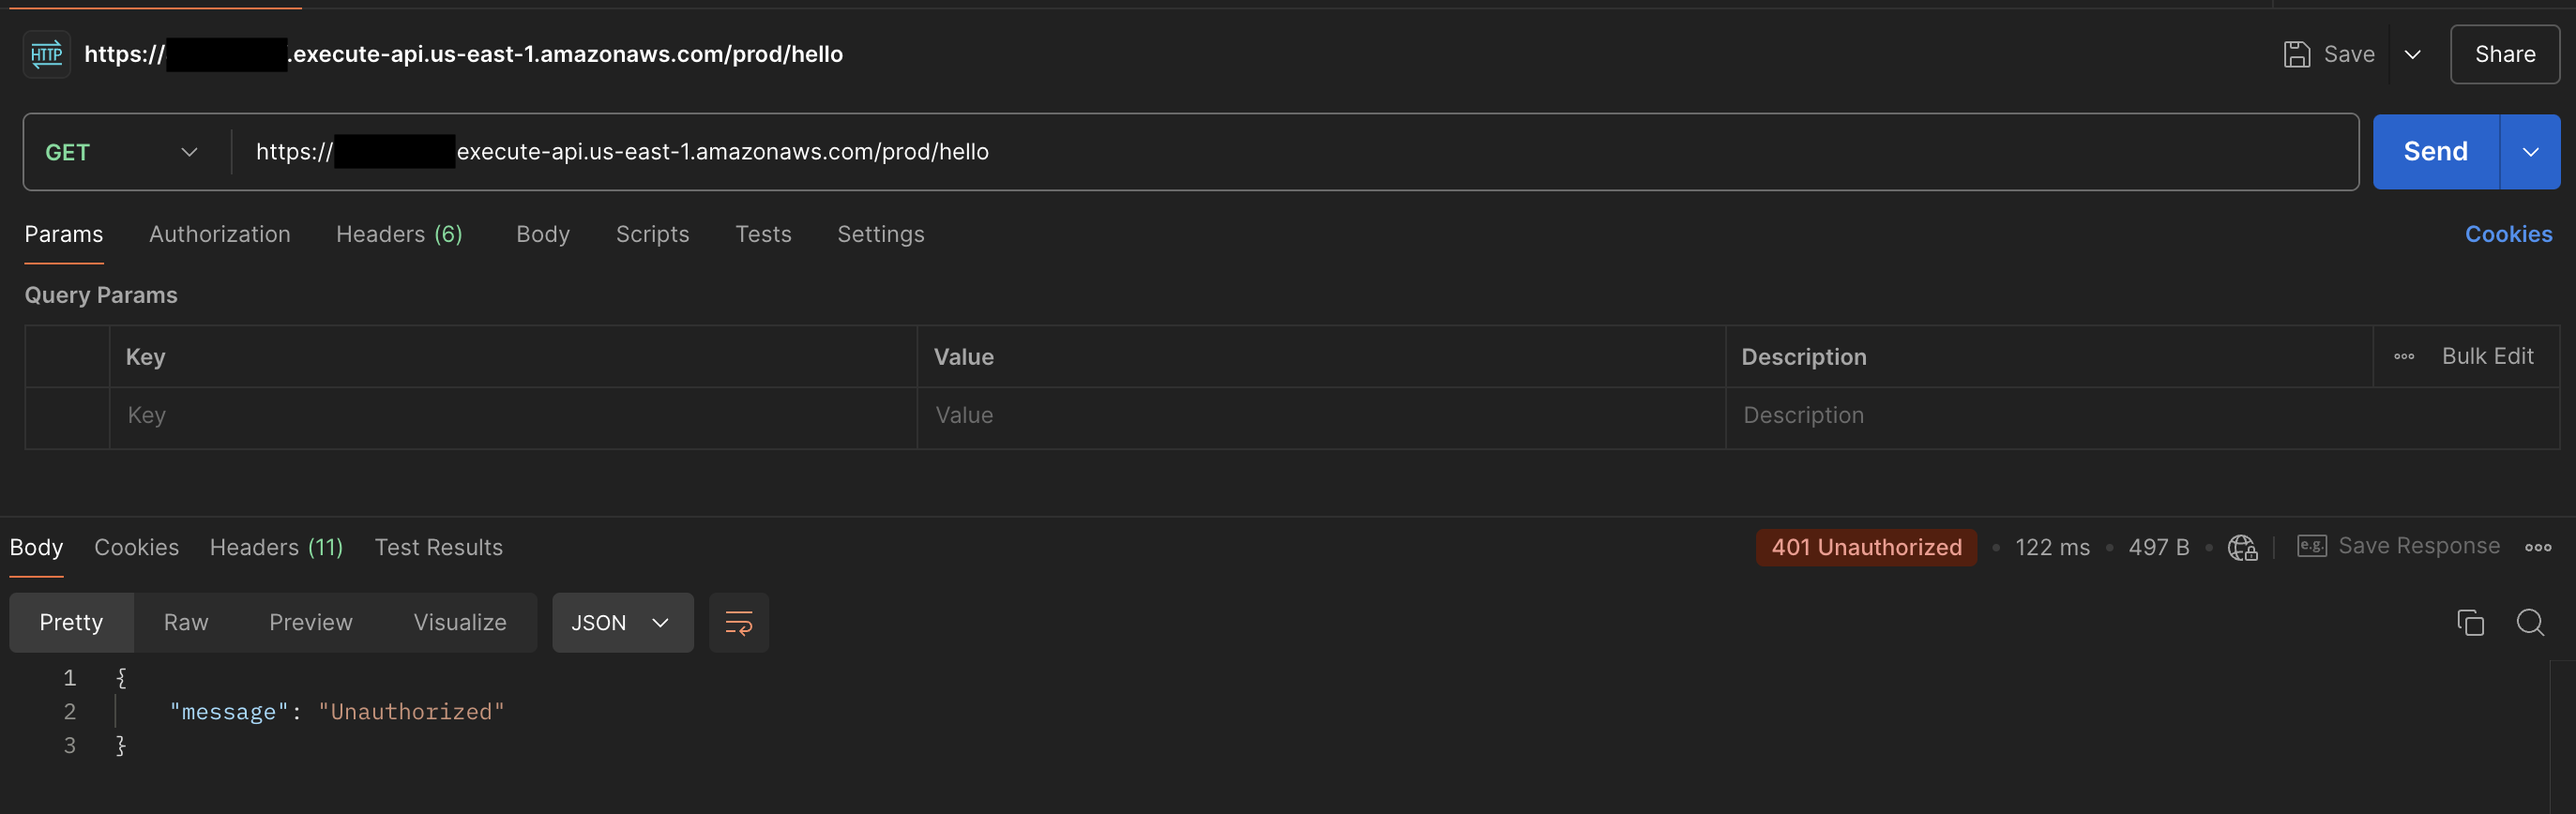 HTTP https:// .execute-api.us-east-1.amazonaws.com/prod/hello Save Share
GET https:// execute-api.us-east-1.amazonaws.com/prod/hello Send
Params Authorization Headers (6) Body Scripts Tests Settings Cookies
Query Params
Key Value Description Bulk Edit
Key Value Description
Body Cookies Headers (11) Test Results 401 Unauthorized • 122 ms • 497 B • e.g. Save Response
Pretty Raw Preview Visualize JSON
1 {
2 "message": "Unauthorized"
3 }